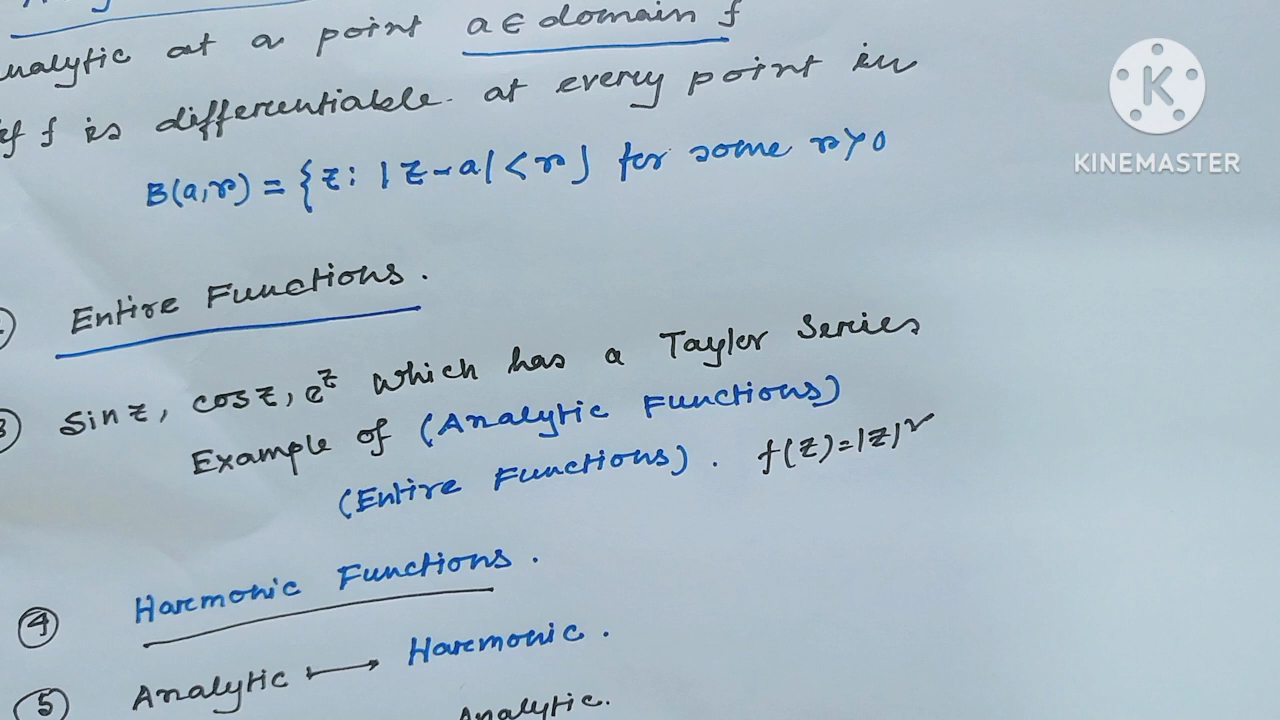 analytic at a point a ∈ domain f
if f is differentiable. at every point in
B(a,r) = {z: |z-a| < r} for some r>0
Entire Functions.
Sin z, cos z, e^z which has a Taylor Series
Example of (Analytic Functions)
(Entire Functions). f(z)=|z|²
④ Harmonic Functions.
⑤ Analytic ⟼ Harmonic.
Analytic.
K
KINEMASTER